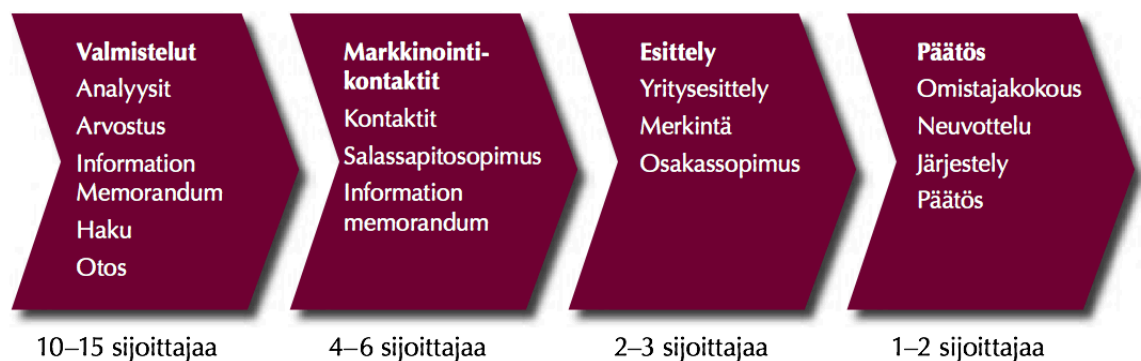 Valmistelut
Analyysit
Arvostus
Information
Memorandum
Haku
Otos
10–15 sijoittajaa
Markkinointi-
kontaktit
Kontaktit
Salassapitosopimus
Information
memorandum
4–6 sijoittajaa
Esittely
Yritysesittely
Merkintä
Osakassopimus
2–3 sijoittajaa
Päätös
Omistajakokous
Neuvottelu
Järjestely
Päätös
1–2 sijoittajaa